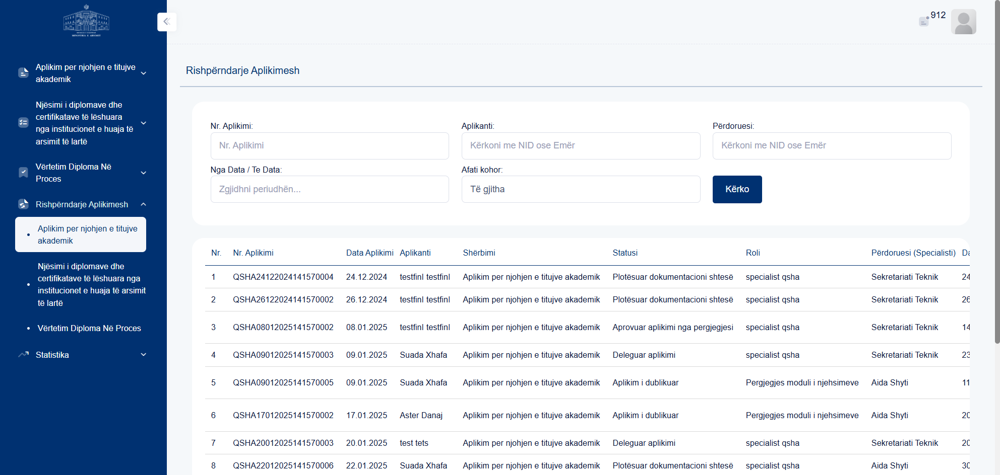 MINISTRIA E ARSIMIT
912
Aplikim per njohjen e titujve
akademik
Njësimi i diplomave dhe
certifikatave të lëshuara
nga institucionet e huaja të
arsimit të lartë
Vërtetim Diploma Në
Proces
Rishpërndarje Aplikimesh
Aplikim per njohjen e titujve
akademik
Njësimi i diplomave dhe
certifikatave të lëshuara nga
institucionet e huaja të arsimit
të lartë
Vërtetim Diploma Në Proces
Statistika
Rishpërndarje Aplikimesh
Nr. Aplikimi: Aplikanti: Përdoruesi:
Nr. Aplikimi Kërkoni me NID ose Emër Kërkoni me NID ose Emër
Nga Data / Te Data: Afati kohor:
Zgjidhni periudhën... Të gjitha Kërko
Nr. Nr. Aplikimi Data Aplikimi Aplikanti Shërbimi Statusi Roli Përdoruesi (Specialisti) Da
1 QSHA24122024141570004 24.12.2024 testfinl testfinl Aplikim per njohjen e titujve akademik Plotësuar dokumentacioni shtesë specialist qsha Sekretariati Teknik 24
2 QSHA26122024141570002 26.12.2024 testfinl testfinl Aplikim per njohjen e titujve akademik Plotësuar dokumentacioni shtesë specialist qsha Sekretariati Teknik 26
3 QSHA08012025141570002 08.01.2025 testfinl testfinl Aplikim per njohjen e titujve akademik Aprovuar aplikimi nga pergjegjesi specialist qsha Sekretariati Teknik 14
4 QSHA09012025141570003 09.01.2025 Suada Xhafa Aplikim per njohjen e titujve akademik Deleguar aplikimi specialist qsha Sekretariati Teknik 23
5 QSHA09012025141570005 09.01.2025 Suada Xhafa Aplikim per njohjen e titujve akademik Aplikim i dublikuar Pergjegjes moduli i njehsimeve Aida Shyti 11
6 QSHA17012025141570002 17.01.2025 Aster Danaj Aplikim per njohjen e titujve akademik Aplikim i dublikuar Pergjegjes moduli i njehsimeve Aida Shyti 20
7 QSHA20012025141570003 20.01.2025 test tets Aplikim per njohjen e titujve akademik Deleguar aplikimi specialist qsha Sekretariati Teknik 20
8 QSHA22012025141570006 22.01.2025 Suada Xhafa Aplikim per njohjen e titujve akademik Plotësuar dokumentacioni shtesë specialist qsha Aida Shyti 30